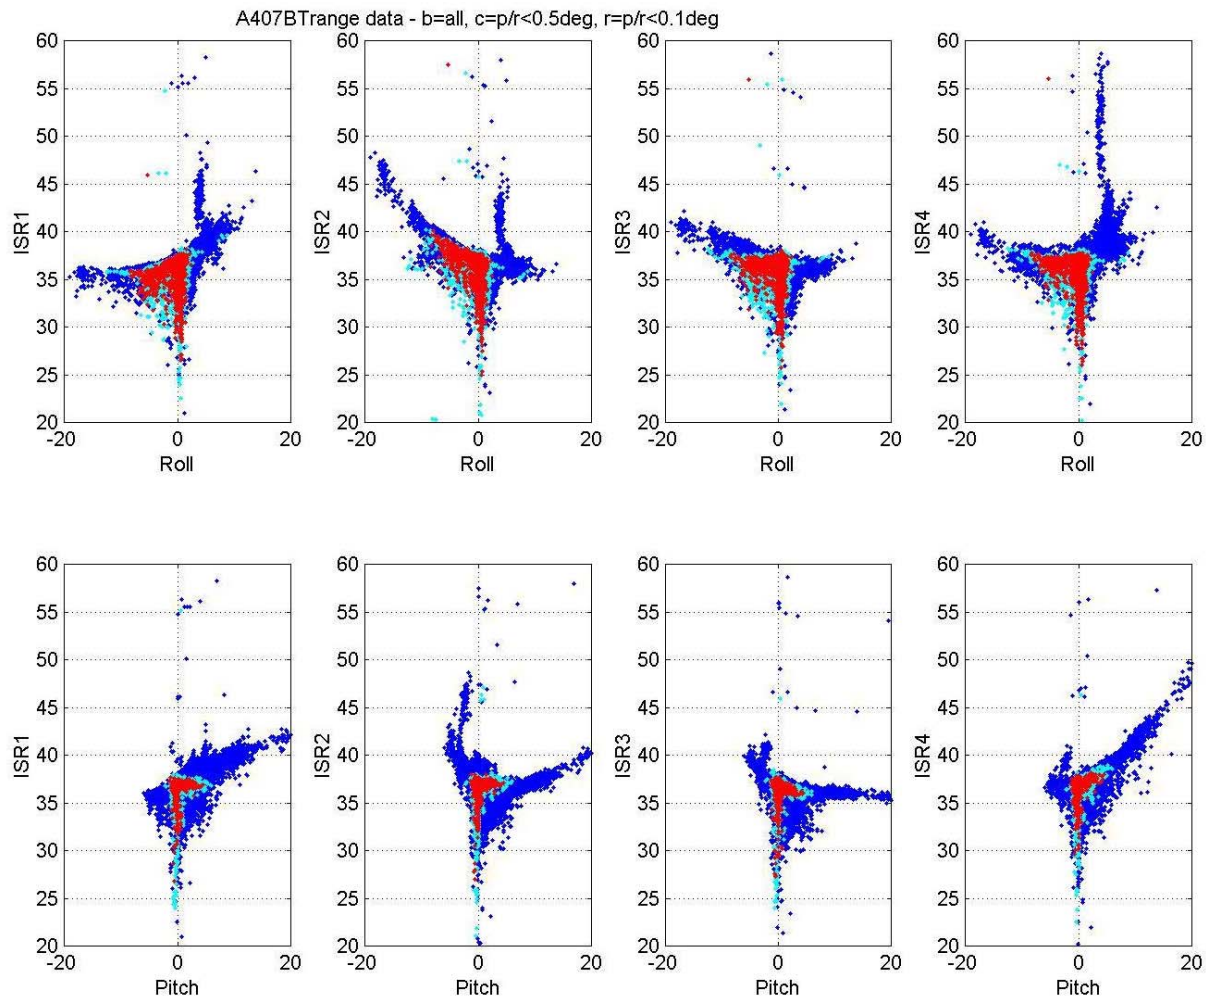 A407BTrange data - b=all, c=p/r<0.5deg, r=p/r<0.1deg
60 60 60 60
55 55 55 55
50 50 50 50
45 45 45 45
ISR1 40 ISR2 40 ISR3 40 ISR4 40
35 35 35 35
30 30 30 30
25 25 25 25
20 20 20 20
-20 0 20 -20 0 20 -20 0 20 -20 0 20
Roll Roll Roll Roll
60 60 60 60
55 55 55 55
50 50 50 50
45 45 45 45
ISR1 40 ISR2 40 ISR3 40 ISR4 40
35 35 35 35
30 30 30 30
25 25 25 25
20 20 20 20
-20 0 20 -20 0 20 -20 0 20 -20 0 20
Pitch Pitch Pitch Pitch